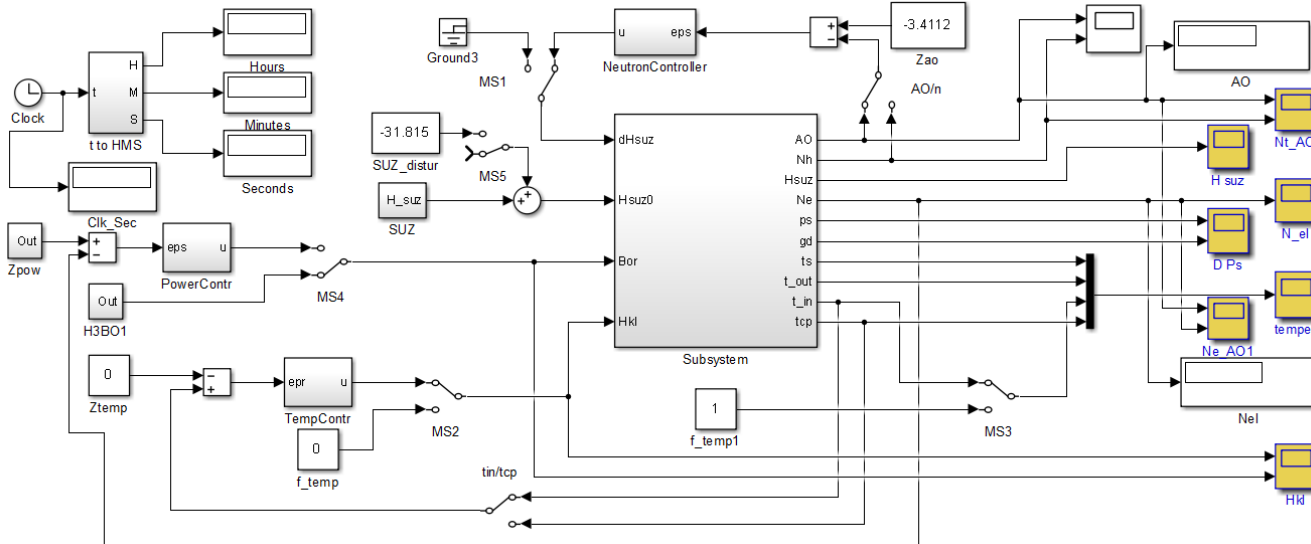 Clock
t
H
M
S
t to HMS
Hours
Minutes
Seconds
Clk_Sec
Ground3
MS1
u
eps
NeutronController
+
−
-3.4112
Zao
AO/n
AO
Nt_AO
-31.815
SUZ_distur
MS5
H_suz
SUZ
+
+
dHsuz
Hsuz0
Bor
Hkl
AO
Nh
Hsuz
Ne
ps
gd
ts
t_out
t_in
tcp
Subsystem
H suz
N_el
D Ps
Ne_AO1
Nel
Out
Zpow
+
−
eps
u
PowerContr
Out
H3BO1
MS4
0
Ztemp
−
+
epr
u
TempContr
0
f_temp
MS2
1
f_temp1
MS3
tin/tcp
Hkl